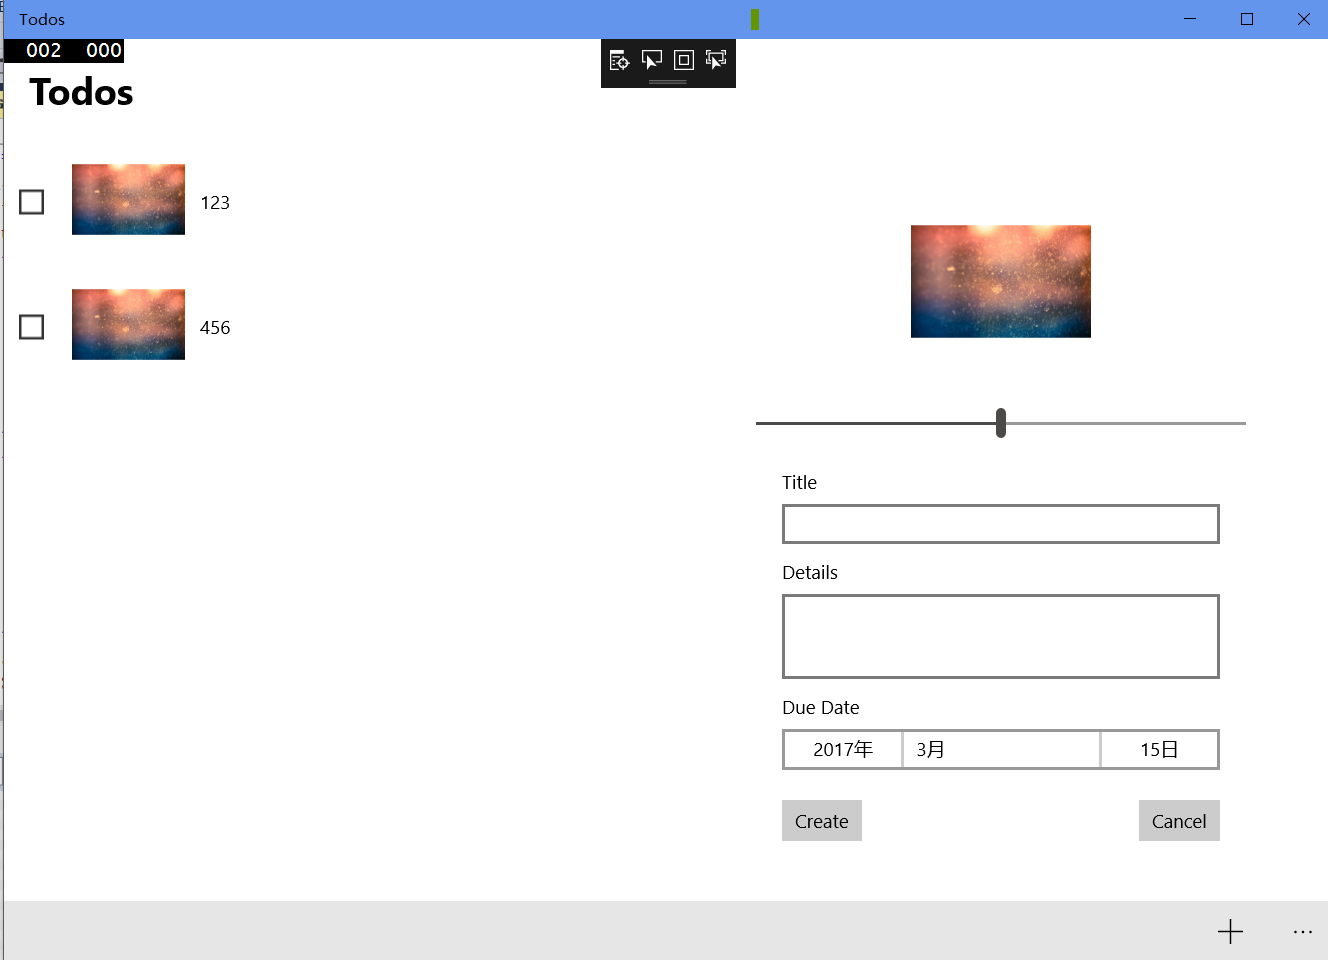 Todos
002 000
Todos
123
456
Title
Details
Due Date
2017年 3月 15日
Create Cancel